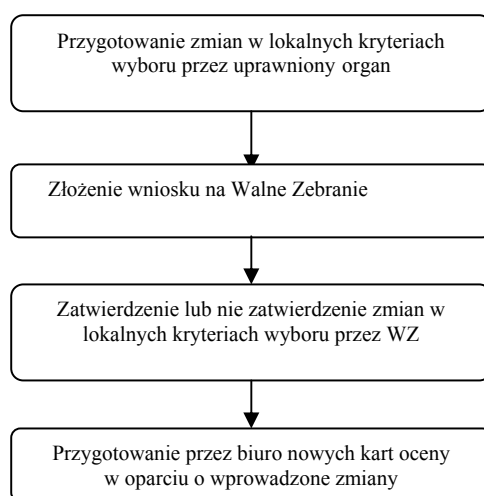 Przygotowanie zmian w lokalnych kryteriach
wyboru przez uprawniony organ
Złożenie wniosku na Walne Zebranie
Zatwierdzenie lub nie zatwierdzenie zmian w
lokalnych kryteriach wyboru przez WZ
Przygotowanie przez biuro nowych kart oceny
w oparciu o wprowadzone zmiany